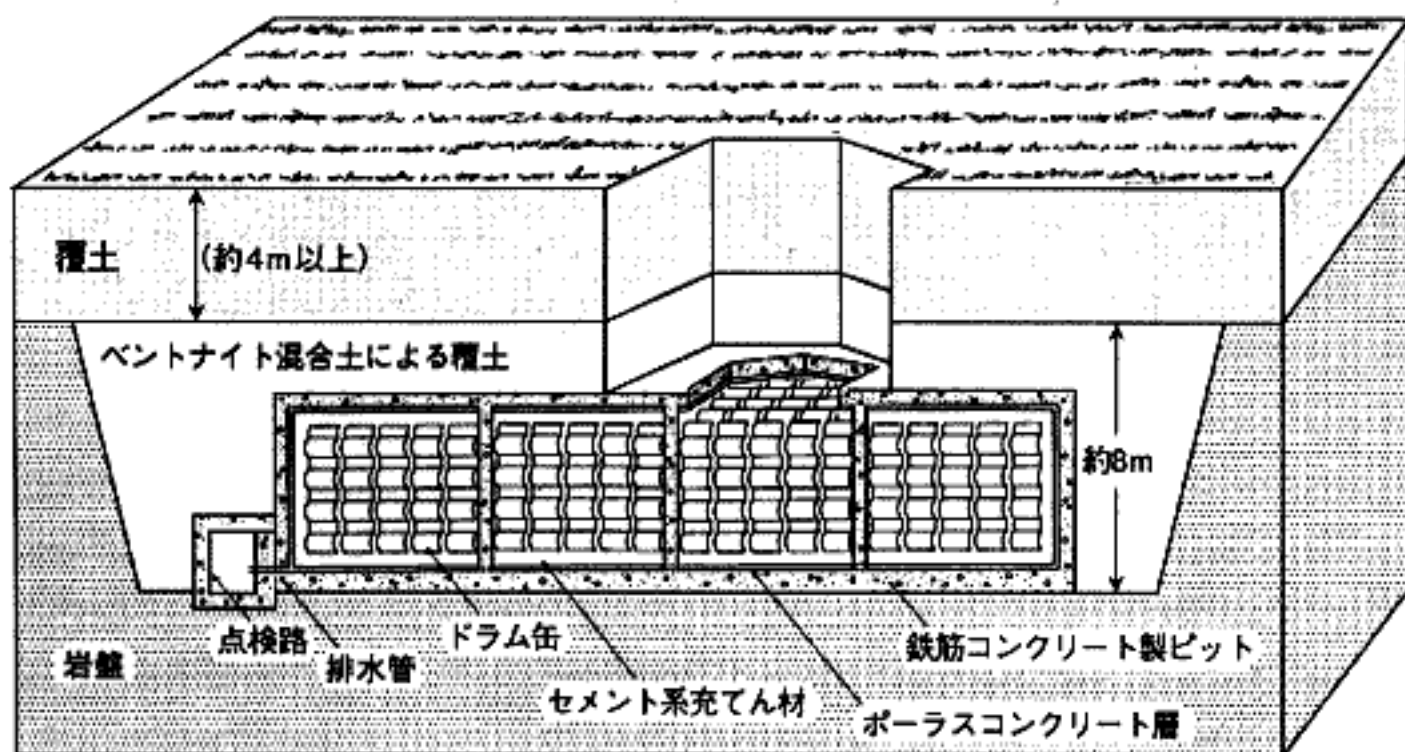 覆土
(約4m以上)
ベントナイト混合土による覆土
約8m
点検路
ドラム缶
鉄筋コンクリート製ピット
岩盤
排水管
セメント系充てん材
ポーラスコンクリート層